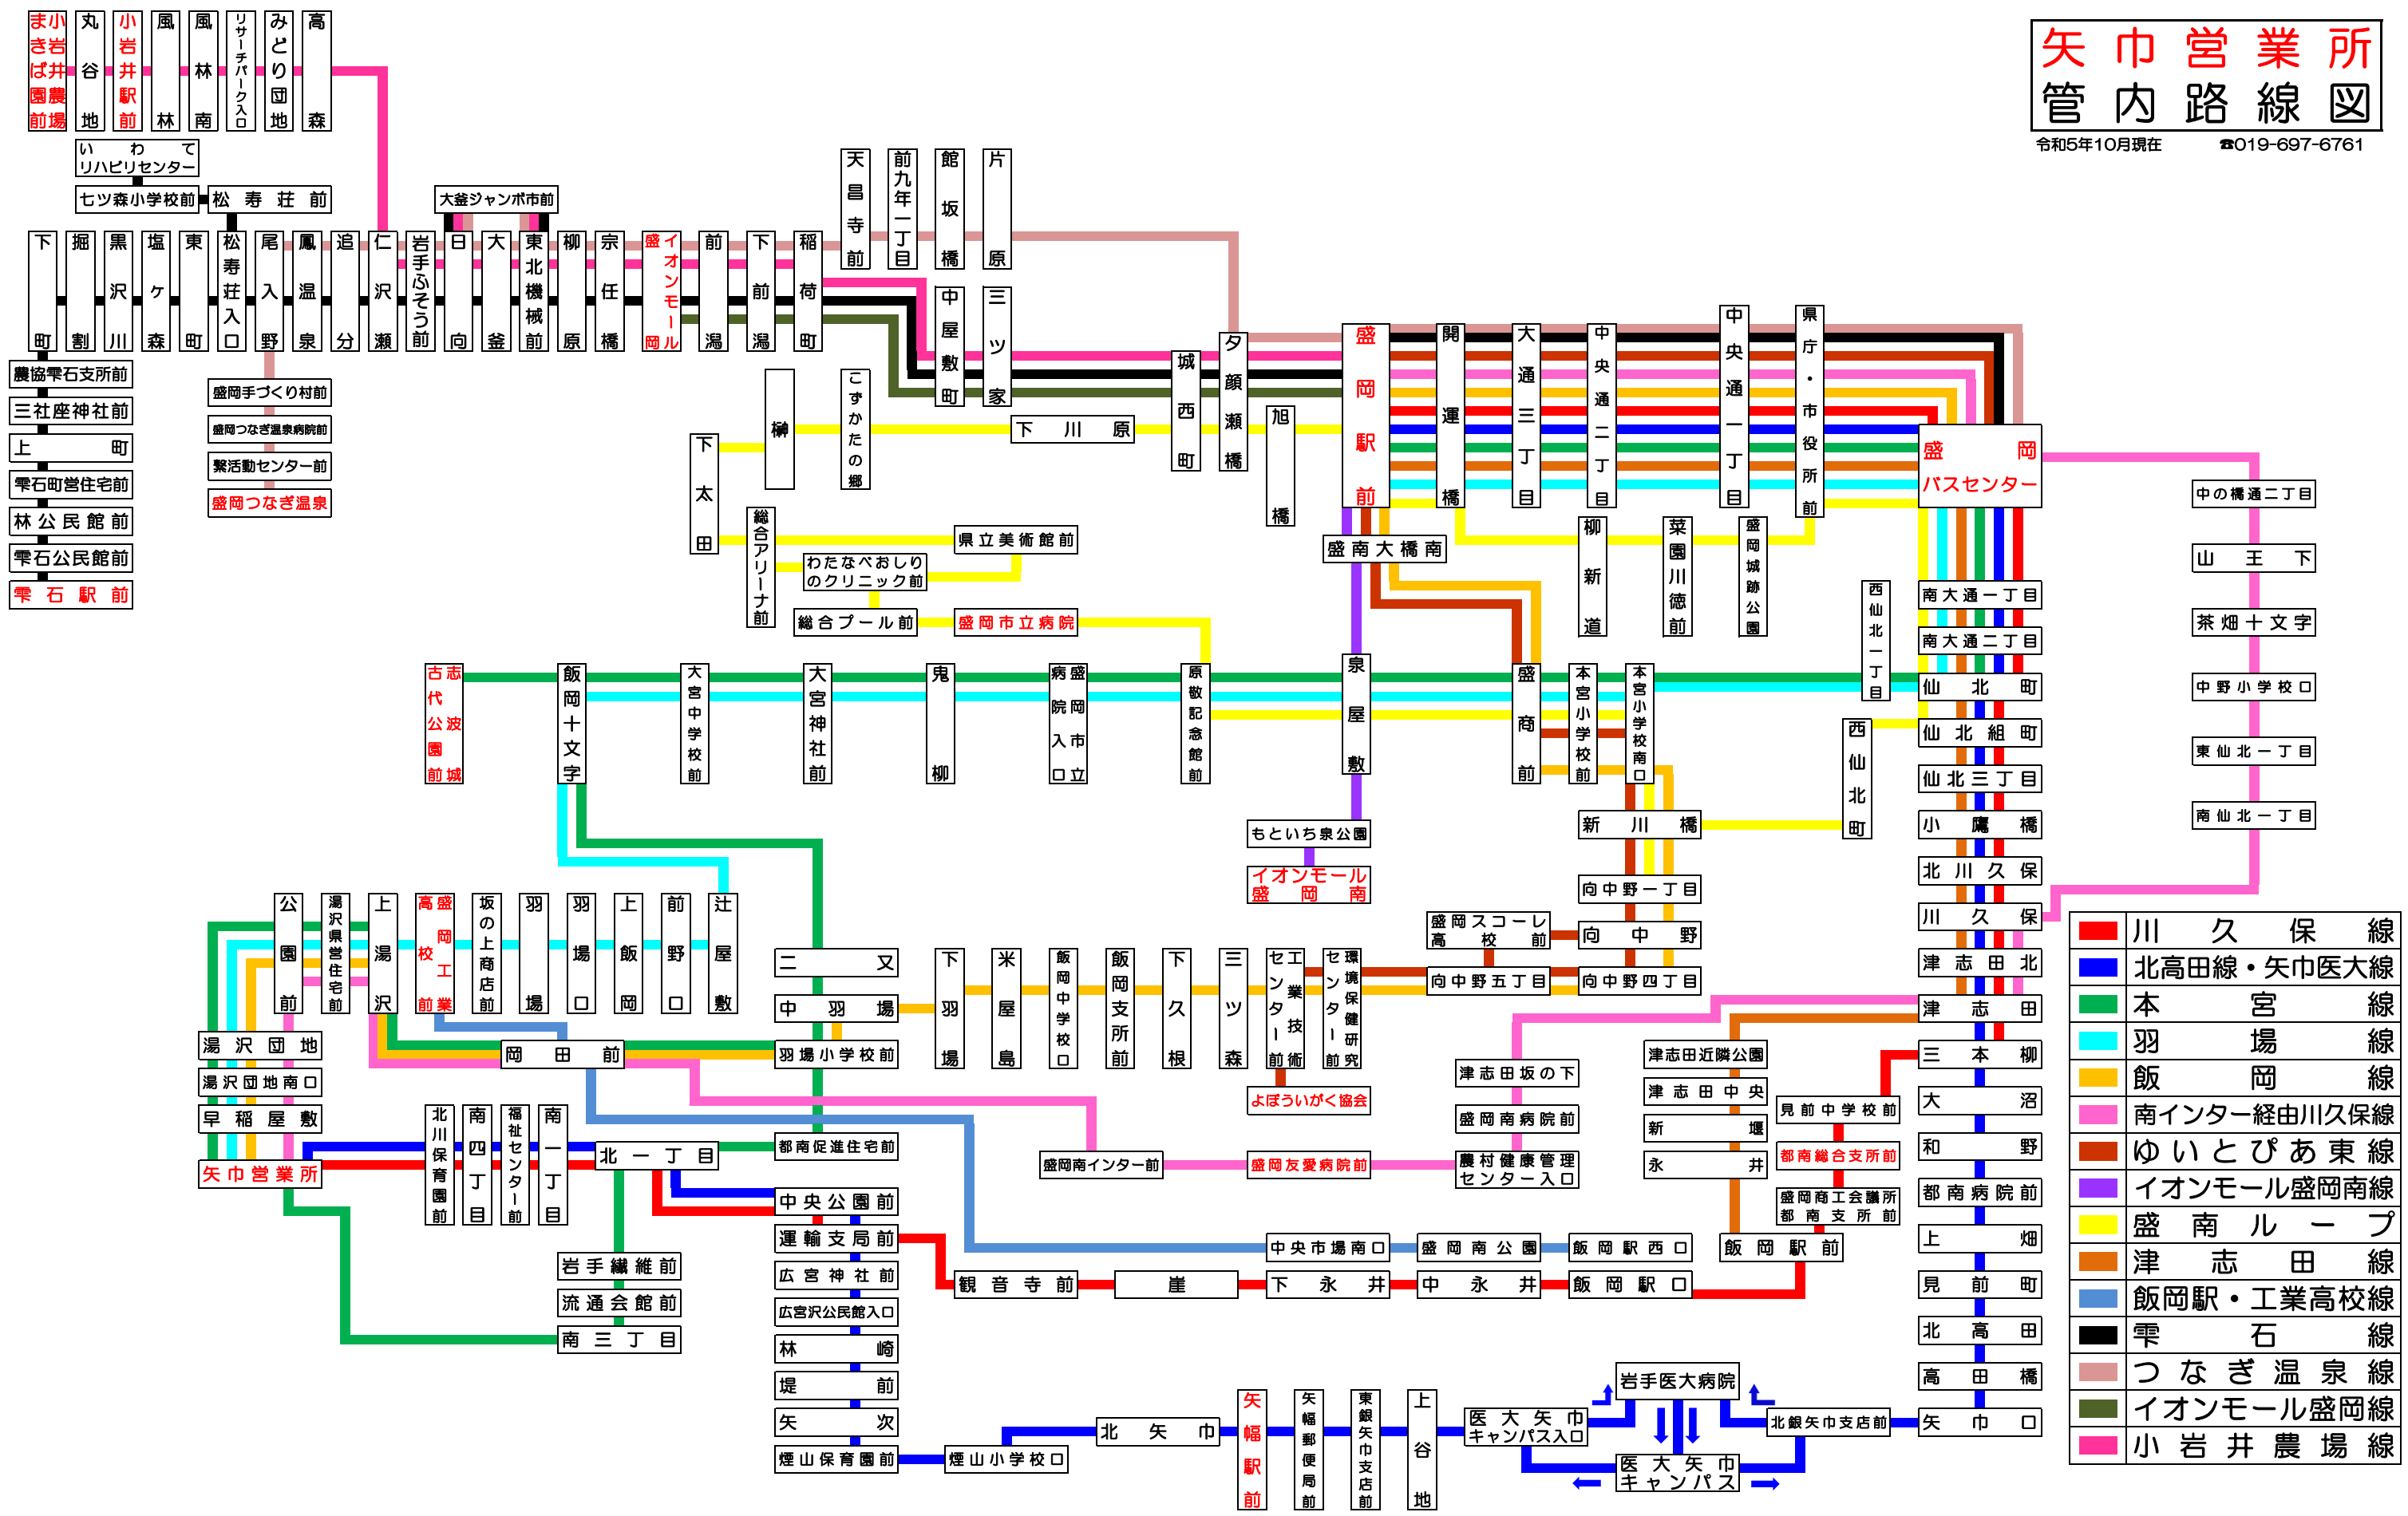 矢巾営業所
管内路線図
令和5年10月現在
☎019-697-6761
小岩井農場まきば園前
丸谷地
小岩井駅前
風林
風林南
リサーチパーク入口
みどり団地
高森
いわてリハビリセンター
七ツ森小学校前
松寿荘前
大釜ジャンボ市前
下町
掘割
黒沢川
塩ヶ森
東町
松寿荘入口
尾入野
鳳温泉
追分
仁沢瀬
岩手ふそう前
日向
大釜
東北機械前
柳原
宗任橋
イオンモール盛岡
前潟
下前潟
稲荷町
天昌寺前
前九年一丁目
館坂橋
片原
中屋敷町
三ツ家
城西町
夕顔瀬橋
旭橋
盛岡駅前
開運橋
大通三丁目
中央通二丁目
中央通一丁目
県庁・市役所前
盛岡
バスセンター
農協雫石支所前
三社座神社前
上町
雫石町営住宅前
林公民館前
雫石公民館前
雫石駅前
盛岡手づくり村前
盛岡つなぎ温泉病院前
繋活動センター前
盛岡つなぎ温泉
下太田
榊
こずかたの郷
下川原
総合アリーナ前
県立美術館前
わたなべおしり
のクリニック前
総合プール前
盛岡市立病院
盛南大橋南
柳新道
菜園川徳前
盛岡城跡公園
西仙北一丁目
南大通一丁目
南大通二丁目
仙北町
仙北組町
仙北三丁目
小鷹橋
北川久保
川久保
津志田北
津志田
三本柳
大沼
和野
都南病院前
上畑
見前町
北高田
高田橋
矢巾口
中の橋通二丁目
山王下
茶畑十文字
中野小学校口
東仙北一丁目
南仙北一丁目
志波城古代公園前
飯岡十文字
大宮中学校前
大宮神社前
鬼柳
盛岡市立病院入口
原敬記念館前
泉屋敷
盛商前
本宮小学校前
本宮小学校南口
西仙北町
新川橋
もといち泉公園
イオンモール
盛岡南
向中野一丁目
向中野
向中野四丁目
向中野五丁目
盛岡スコーレ
高校前
公園前
湯沢県営住宅前
上湯沢
盛岡工業高校前
坂の上商店前
羽場
羽場口
上飯岡
前野口
辻屋敷
二又
中羽場
羽場小学校前
下羽場
米屋島
飯岡中学校口
飯岡支所前
下久根
三ツ森
工業技術センター前
環境保健研究センター前
よぼういがく協会
湯沢団地
湯沢団地南口
早稲屋敷
矢巾営業所
岡田前
北川保育園前
南四丁目
福祉センター前
南一丁目
北一丁目
都南促進住宅前
中央公園前
運輸支局前
広宮神社前
広宮沢公民館入口
林崎
堤前
矢次
煙山保育園前
岩手繊維前
流通会館前
南三丁目
盛岡南インター前
盛岡友愛病院前
農村健康管理
センター入口
盛岡南病院前
津志田坂の下
津志田近隣公園
津志田中央
新堰
永井
見前中学校前
都南総合支所前
盛岡商工会議所
都南支所前
飯岡駅前
中央市場南口
盛岡南公園
飯岡駅西口
観音寺前
崖
下永井
中永井
飯岡駅口
煙山小学校口
北矢巾
矢幅駅前
矢幅郵便局前
東銀矢巾支店前
上谷地
医大矢巾
キャンパス入口
岩手医大病院
医大矢巾
キャンパス
北銀矢巾支店前
川久保線
北高田線・矢巾医大線
本宮線
羽場線
飯岡線
南インター経由川久保線
ゆいとぴあ東線
イオンモール盛岡南線
盛南ループ
津志田線
飯岡駅・工業高校線
雫石線
つなぎ温泉線
イオンモール盛岡線
小岩井農場線